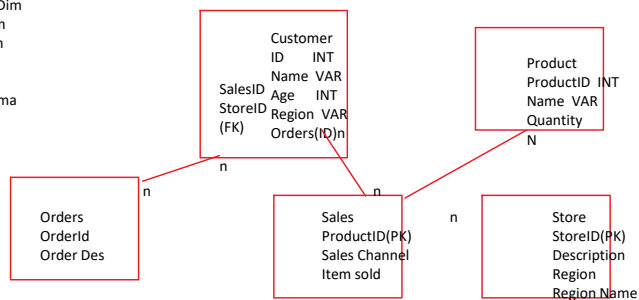 Dim
ma
Customer
ID INT
Name VAR
Age INT
Region VAR
Orders(ID)n
SalesID
StoreID
(FK)
n
Product
ProductID INT
Name VAR
Quantity
N
n
Orders
OrderId
Order Des
n
Sales
ProductID(PK)
Sales Channel
Item sold
n
Store
StoreID(PK)
Description
Region
Region Name